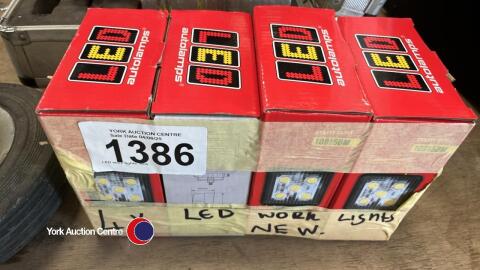 LED
autolamps
LED
autolamps
LED
autolamps
LED
autolamps
YORK AUCTION CENTRE
1386
10015BM
LED WORK LIGHTS
NEW.
York Auction Centre